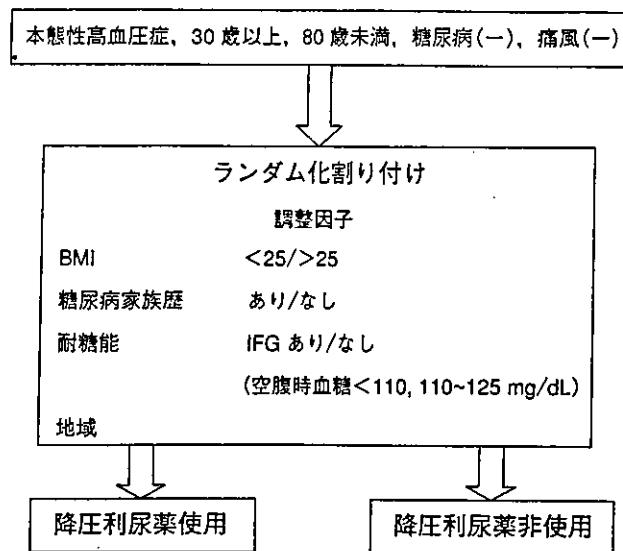 本態性高血圧症，30歳以上，80歳未満，糖尿病(－)，痛風(－)
ランダム化割り付け
調整因子
BMI <25/>25
糖尿病家族歴 あり/なし
耐糖能 IFG あり/なし
(空腹時血糖<110, 110~125 mg/dL)
地域
降圧利尿薬使用 降圧利尿薬非使用